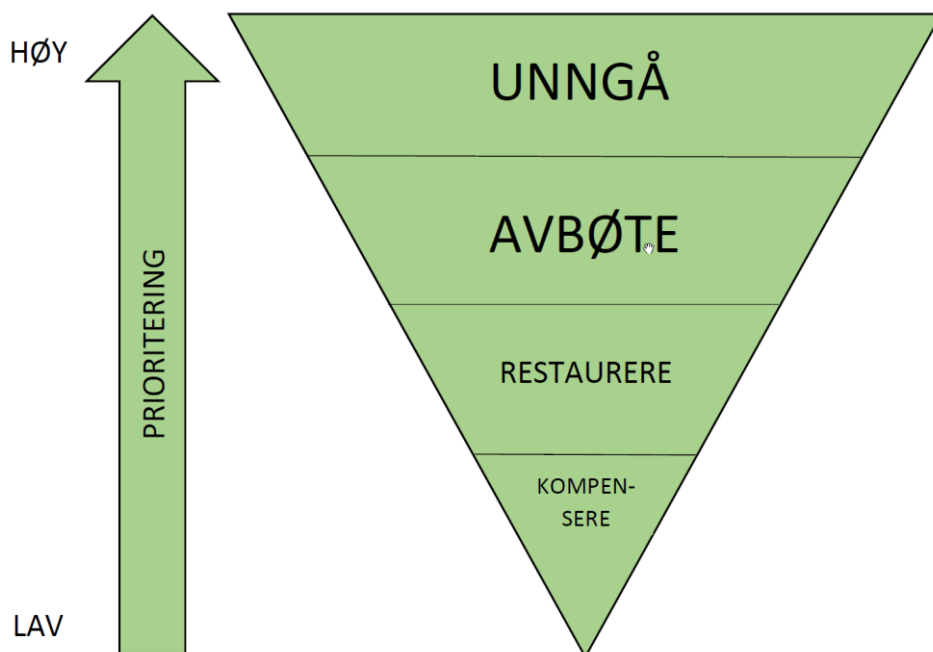 HØY
UNNGÅ
AVBØTE
PRIORITERING
RESTAURERE
KOMPEN-
SERE
LAV